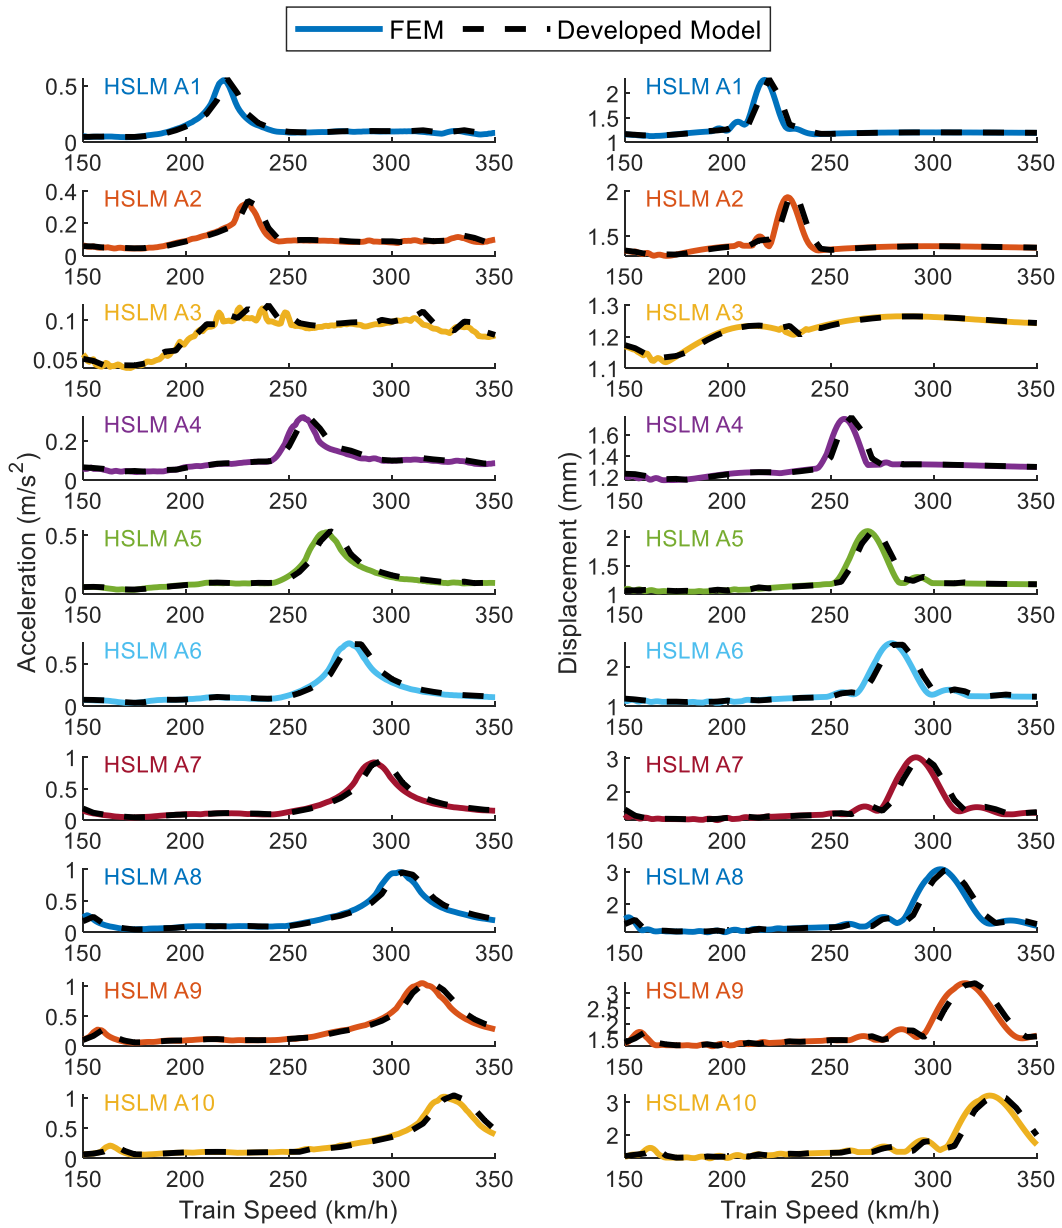 FEM Developed Model
HSLM A1
0.5
0
150 200 250 300 350
HSLM A2
0.4
0.2
0
150 200 250 300 350
HSLM A3
0.1
0.05
150 200 250 300 350
HSLM A4
0.2
0
150 200 250 300 350
HSLM A5
0.5
0
150 200 250 300 350
HSLM A6
0.5
0
150 200 250 300 350
HSLM A7
1
0.5
0
150 200 250 300 350
HSLM A8
1
0.5
0
150 200 250 300 350
HSLM A9
1
0.5
0
150 200 250 300 350
HSLM A10
1
0.5
0
150 200 250 300 350
Acceleration (m/s²)
Train Speed (km/h)
HSLM A1
2
1.5
1
150 200 250 300 350
HSLM A2
2
1.5
150 200 250 300 350
HSLM A3
1.3
1.2
1.1
150 200 250 300 350
HSLM A4
1.6
1.4
1.2
150 200 250 300 350
HSLM A5
2
1.5
1
150 200 250 300 350
HSLM A6
2
1
150 200 250 300 350
HSLM A7
3
2
150 200 250 300 350
HSLM A8
3
2
150 200 250 300 350
HSLM A9
3
2.5
2
1.5
150 200 250 300 350
HSLM A10
3
2
150 200 250 300 350
Displacement (mm)
Train Speed (km/h)